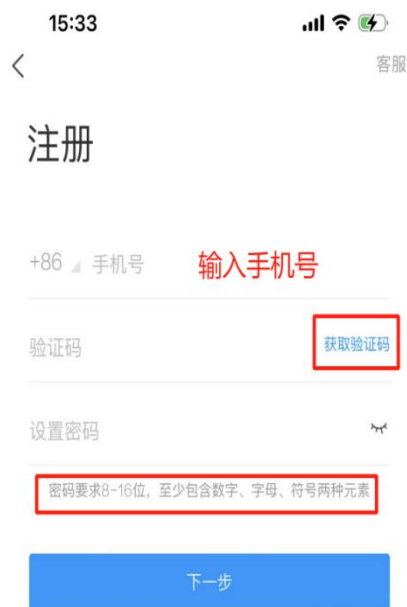 15:33
客服
注册
+86 手机号 输入手机号
验证码 获取验证码
设置密码
密码要求8-16位，至少包含数字、字母、符号两种元素
下一步